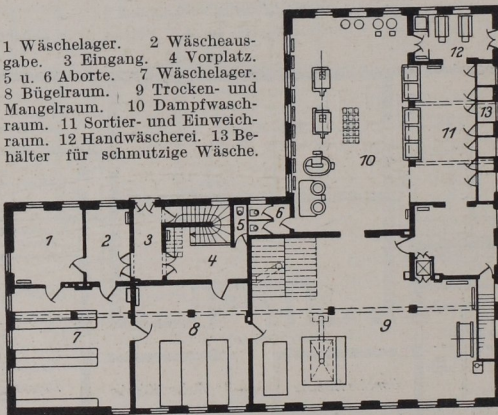 1 Wäschelager. 2 Wäscheaus-
gabe. 3 Eingang. 4 Vorplatz.
5 u. 6 Aborte. 7 Wäschelager.
8 Bügelraum. 9 Trocken- und
Mangelraum. 10 Dampfwasch-
raum. 11 Sortier- und Einweich-
raum. 12 Handwäscherei. 13 Be-
hälter für schmutzige Wäsche.
12
13
11
10
6
5
1
2
3
4
7
8
9